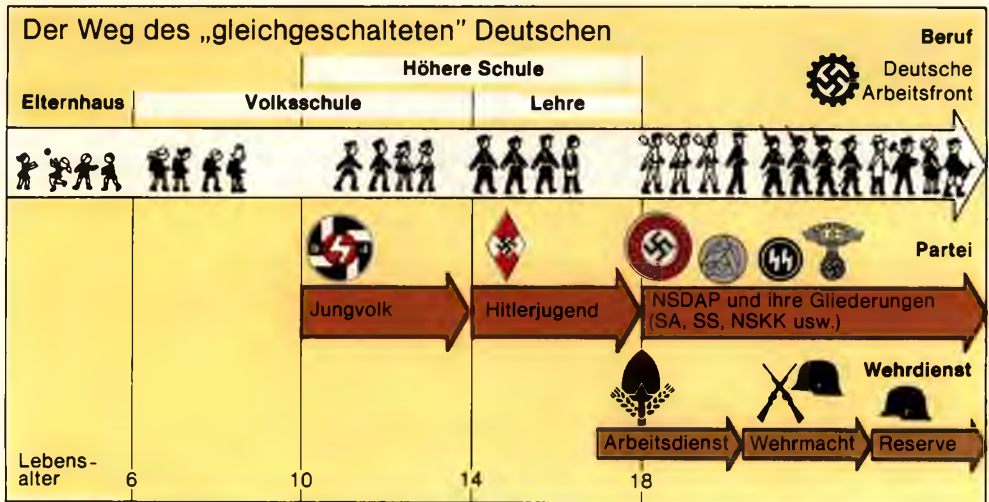 Der Weg des „gleichgeschalteten" Deutschen
Beruf
Höhere Schule
Deutsche
Arbeitsfront
Elternhaus
Volksschule
Lehre
Partei
Jungvolk
Hitlerjugend
NSDAP und ihre Gliederungen
(SA, SS, NSKK usw.)
Wehrdienst
Arbeitsdienst
Wehrmacht
Reserve
Lebens-
alter
6
10
14
18